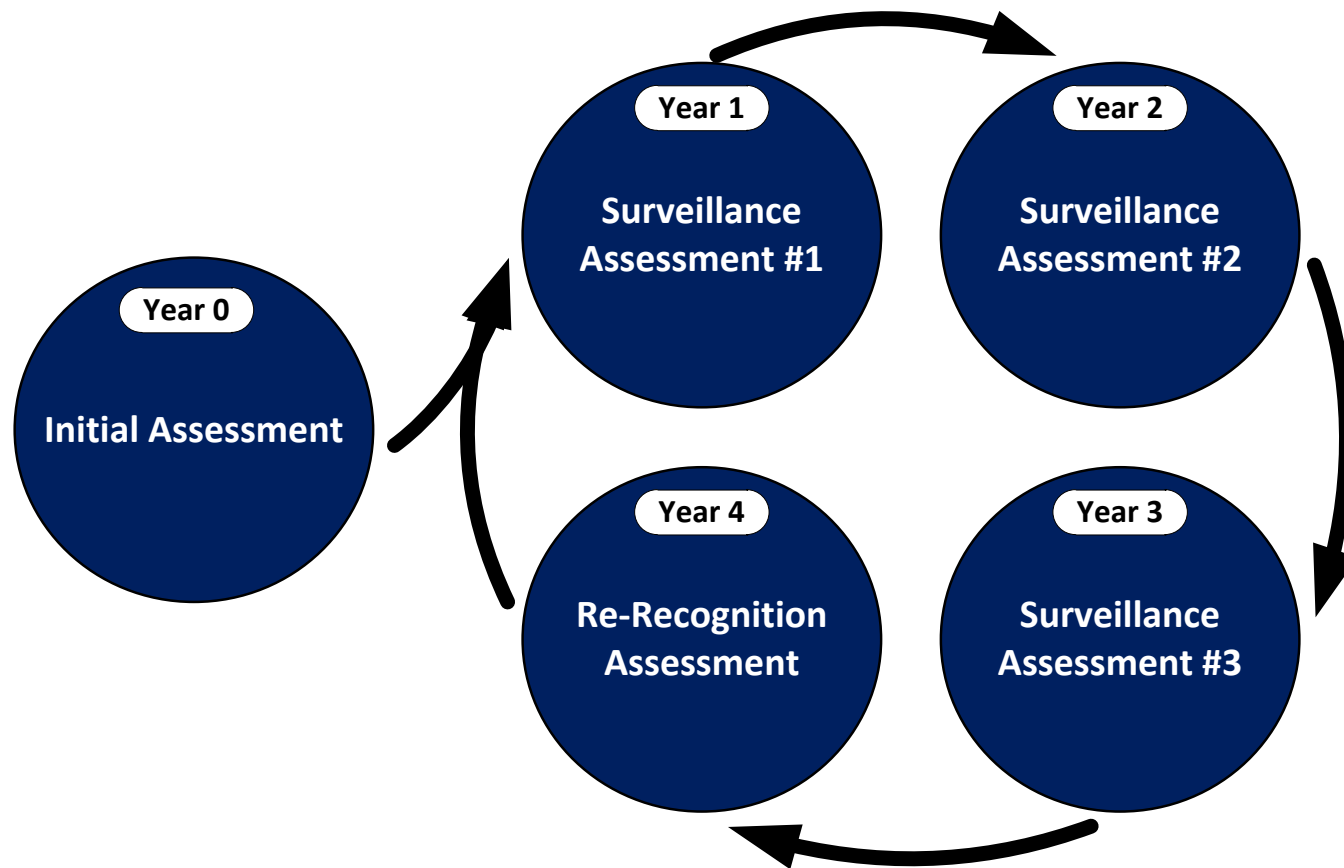 Year 0
Initial Assessment
Year 1
Surveillance
Assessment #1
Year 2
Surveillance
Assessment #2
Year 3
Surveillance
Assessment #3
Year 4
Re-Recognition
Assessment